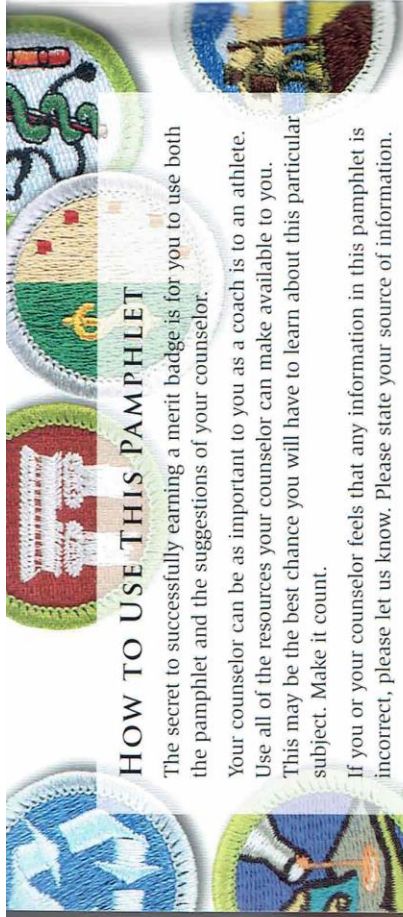 HOW TO USE THIS PAMPHLET
The secret to successfully earning a merit badge is for you to use both
the pamphlet and the suggestions of your counselor.
Your counselor can be as important to you as a coach is to an athlete.
Use all of the resources your counselor can make available to you.
This may be the best chance you will have to learn about this particular
subject. Make it count.
If you or your counselor feels that any information in this pamphlet is
incorrect, please let us know. Please state your source of information.